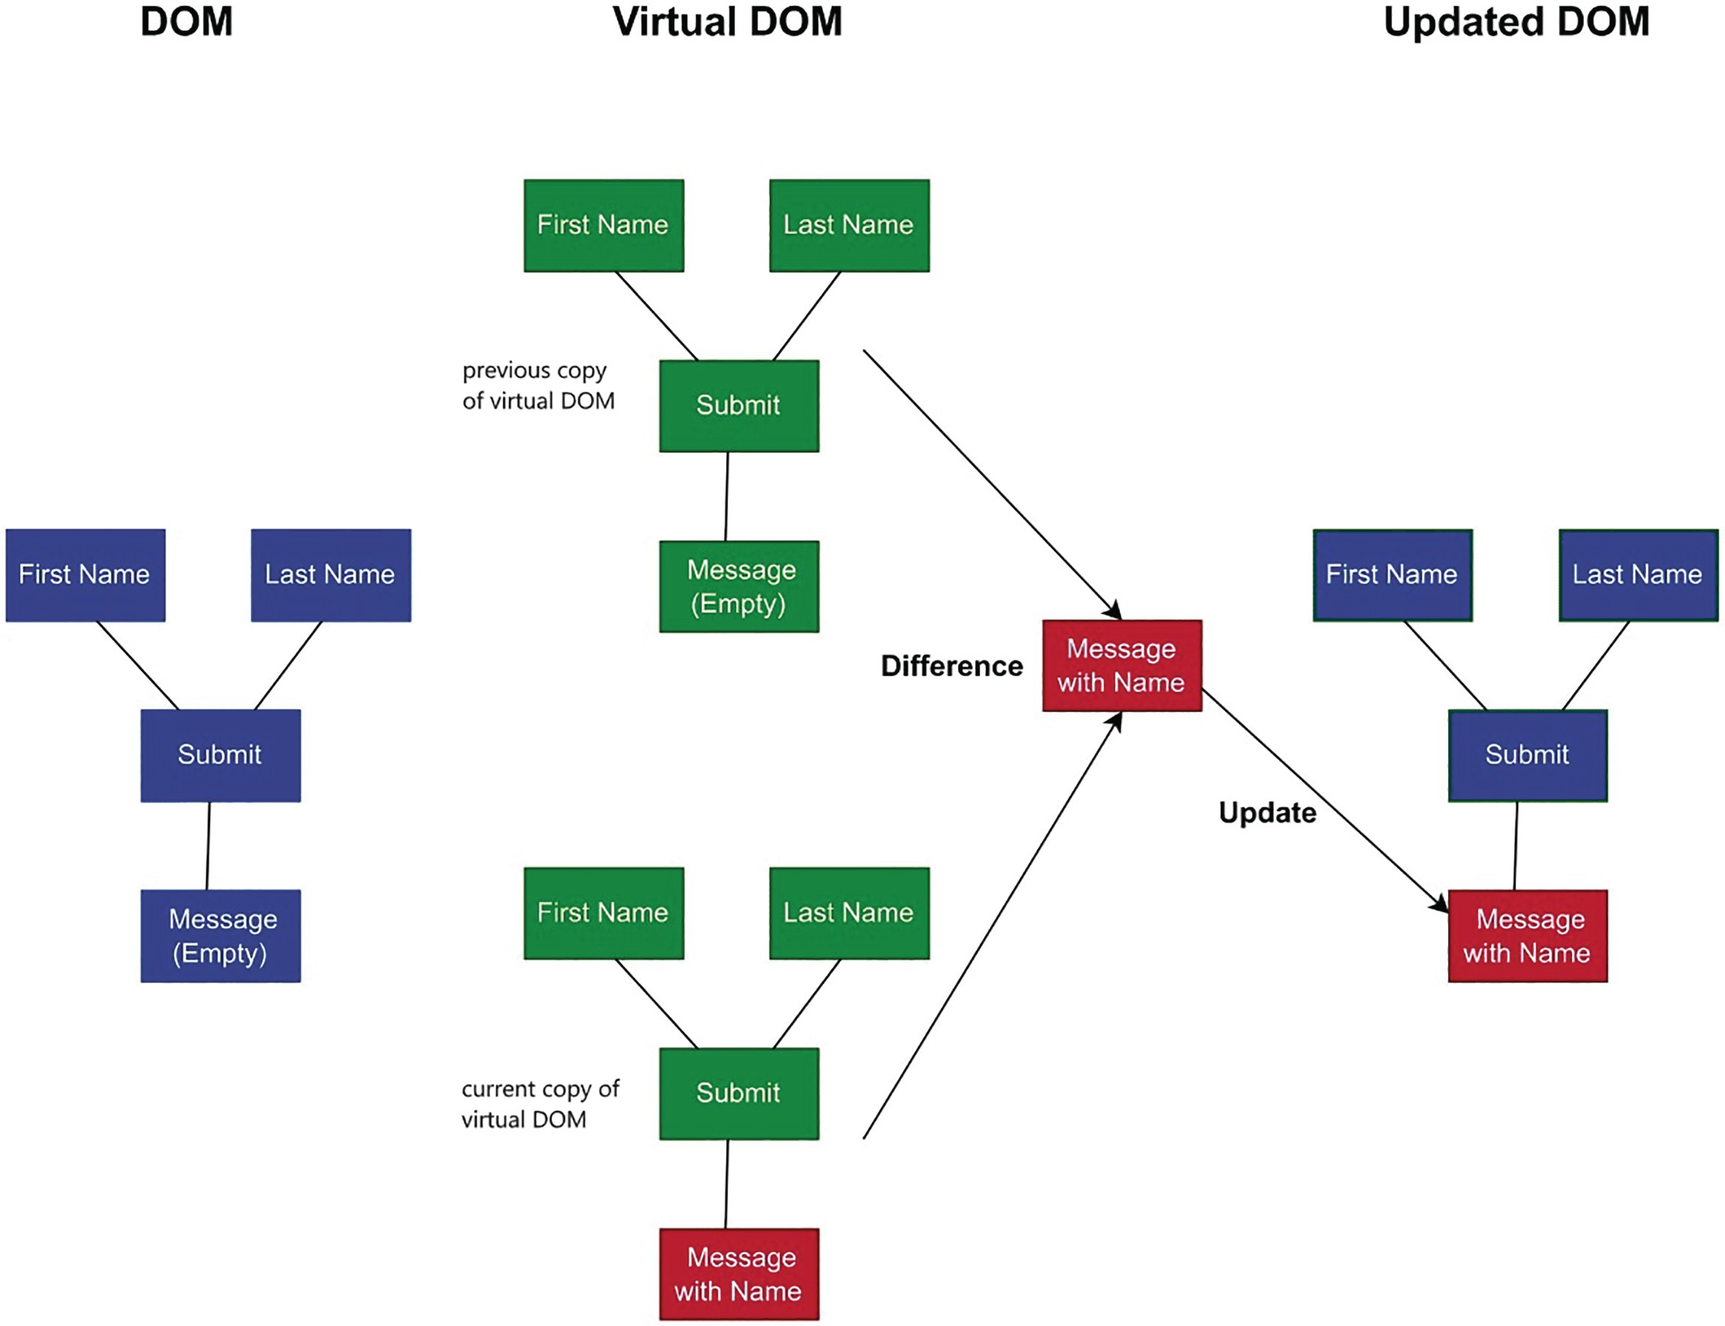 DOM
Virtual DOM
Updated DOM
First Name
Last Name
previous copy
of virtual DOM
Submit
Message
(Empty)
First Name
Last Name
Submit
Message
(Empty)
Difference
Message
with Name
Update
First Name
Last Name
Submit
Message
with Name
First Name
Last Name
current copy of
virtual DOM
Submit
Message
with Name